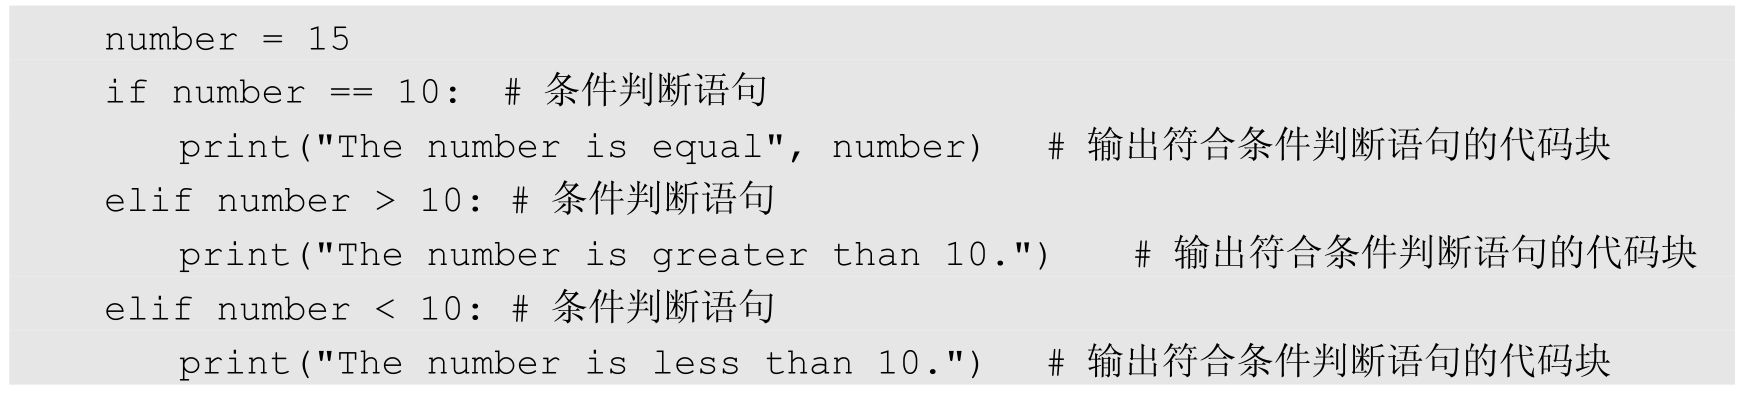 number = 15
if number == 10:  # 条件判断语句
    print("The number is equal", number)   # 输出符合条件判断语句的代码块
elif number > 10: # 条件判断语句
    print("The number is greater than 10.")    # 输出符合条件判断语句的代码块
elif number < 10: # 条件判断语句
    print("The number is less than 10.")   # 输出符合条件判断语句的代码块